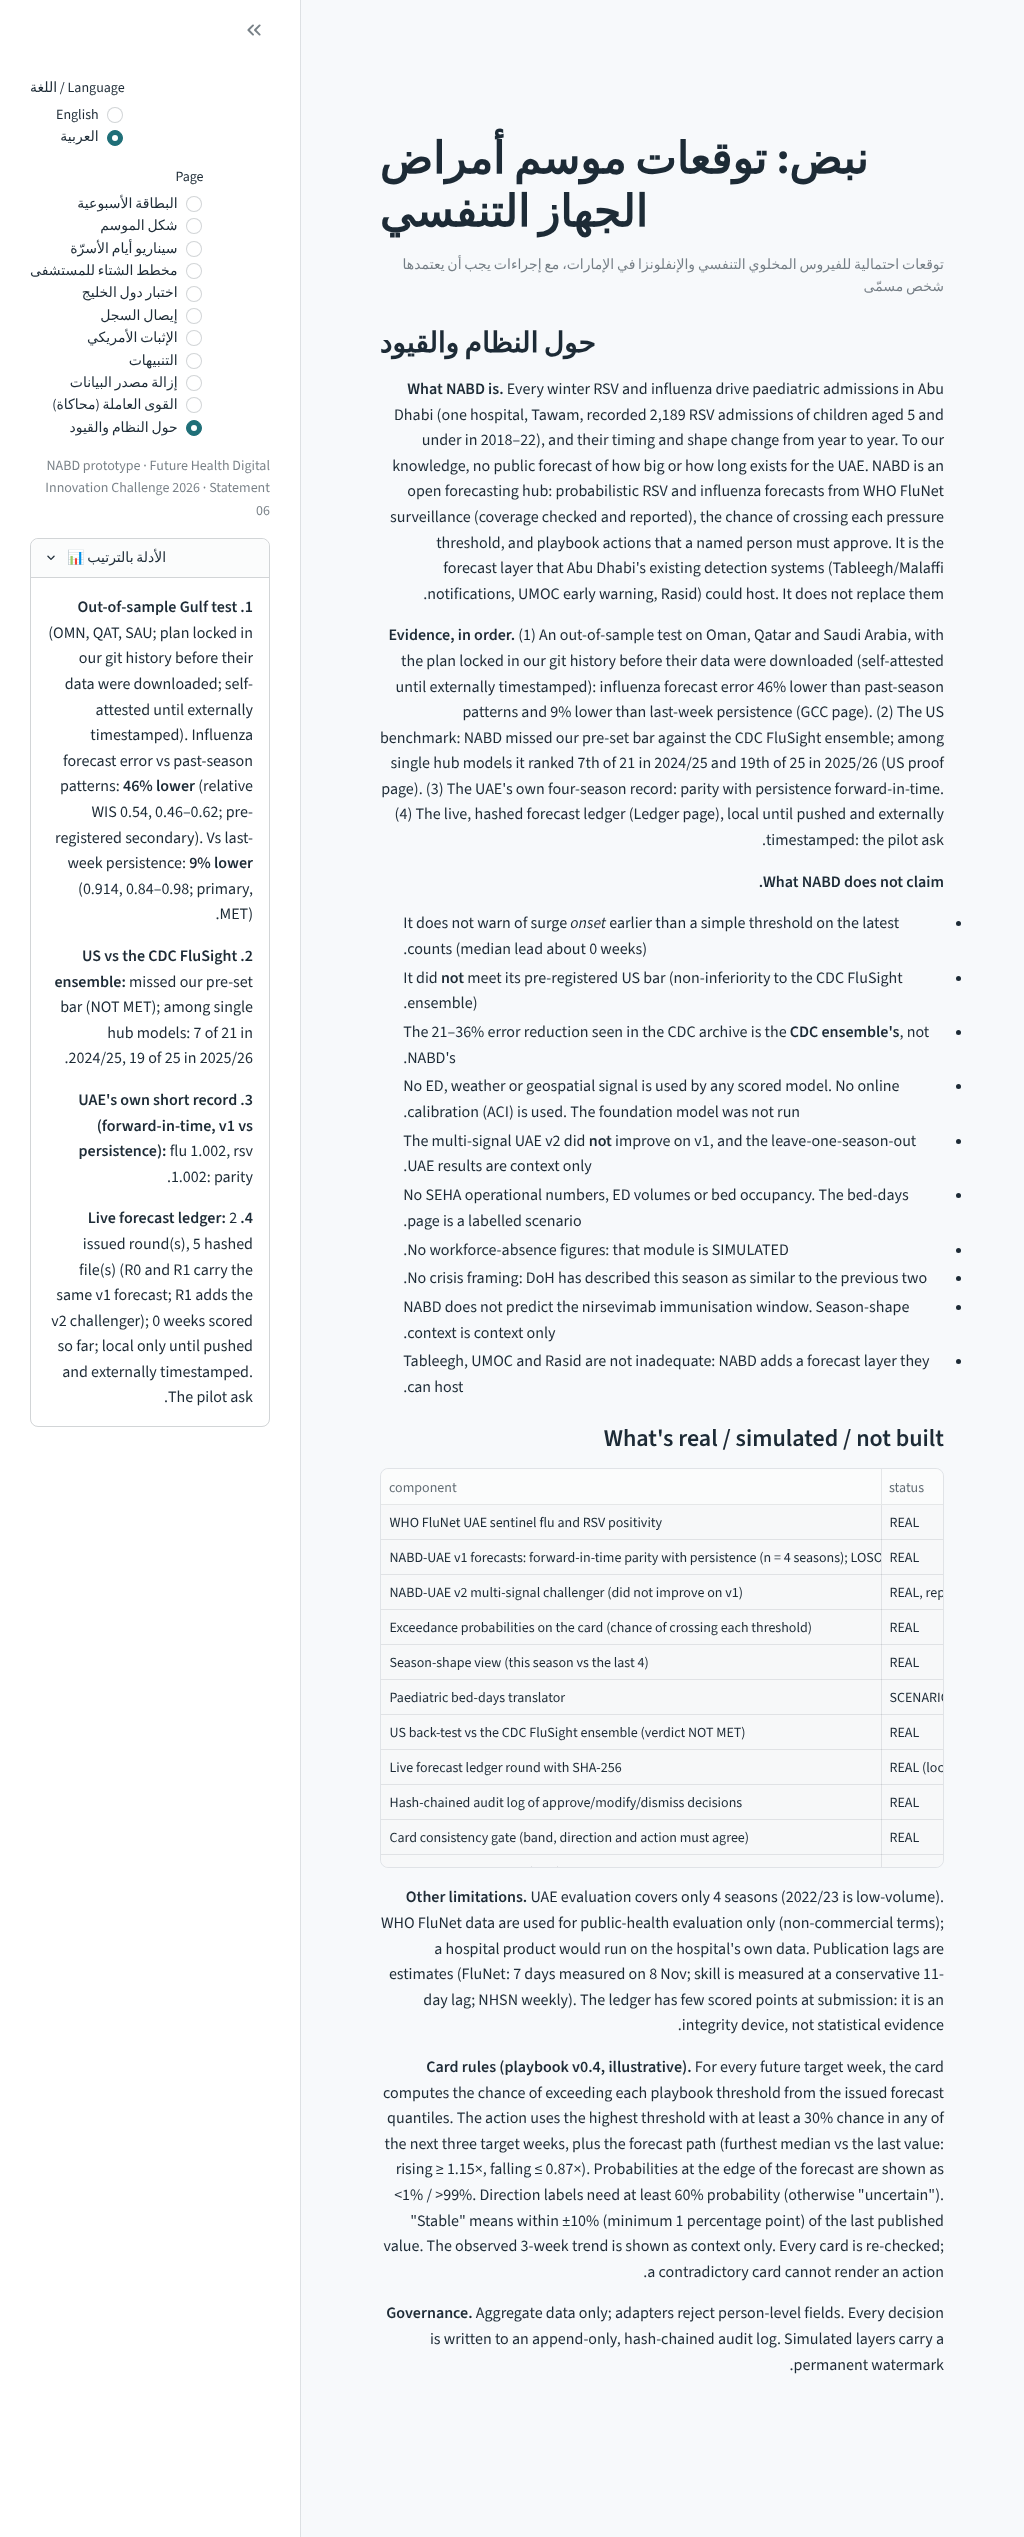 Language / اللغة
English
العربية
Page
البطاقة الأسبوعية
شكل الموسم
سيناريو أيام الأسرّة
مخطط الشتاء للمستشفى
اختبار دول الخليج
إيصال السجل
الإثبات الأمريكي
التنبيهات
إزالة مصدر البيانات
القوى العاملة (محاكاة)
حول النظام والقيود
NABD prototype · Future Health Digital
Innovation Challenge 2026 · Statement
06
📊 الأدلة بالترتيب
1. Out-of-sample Gulf test
(OMN, QAT, SAU; plan locked in
our git history before their
data were downloaded; self-
attested until externally
timestamped). Influenza
forecast error vs past-season
patterns: 46% lower (relative
WIS 0.54, 0.46–0.62; pre-
registered secondary). Vs last-
week persistence: 9% lower
(0.914, 0.84–0.98; primary,
MET).
2. US vs the CDC FluSight
ensemble: missed our pre-set
bar (NOT MET); among single
hub models: 7 of 21 in
2024/25, 19 of 25 in 2025/26.
3. UAE's own short record
(forward-in-time, v1 vs
persistence): flu 1.002, rsv
1.002: parity.
4. Live forecast ledger: 2
issued round(s), 5 hashed
file(s) (R0 and R1 carry the
same v1 forecast; R1 adds the
v2 challenger); 0 weeks scored
so far; local only until pushed
and externally timestamped.
The pilot ask.
نبض: توقعات موسم أمراض
الجهاز التنفسي
توقعات احتمالية للفيروس المخلوي التنفسي والإنفلونزا في الإمارات، مع إجراءات يجب أن يعتمدها
شخص مسمّى
حول النظام والقيود
What NABD is. Every winter RSV and influenza drive paediatric admissions in Abu
Dhabi (one hospital, Tawam, recorded 2,189 RSV admissions of children aged 5 and
under in 2018–22), and their timing and shape change from year to year. To our
knowledge, no public forecast of how big or how long exists for the UAE. NABD is an
open forecasting hub: probabilistic RSV and influenza forecasts from WHO FluNet
surveillance (coverage checked and reported), the chance of crossing each pressure
threshold, and playbook actions that a named person must approve. It is the
forecast layer that Abu Dhabi's existing detection systems (Tableegh/Malaffi
notifications, UMOC early warning, Rasid) could host. It does not replace them.
Evidence, in order. (1) An out-of-sample test on Oman, Qatar and Saudi Arabia, with
the plan locked in our git history before their data were downloaded (self-attested
until externally timestamped): influenza forecast error 46% lower than past-season
patterns and 9% lower than last-week persistence (GCC page). (2) The US
benchmark: NABD missed our pre-set bar against the CDC FluSight ensemble; among
single hub models it ranked 7th of 21 in 2024/25 and 19th of 25 in 2025/26 (US proof
page). (3) The UAE's own four-season record: parity with persistence forward-in-time.
(4) The live, hashed forecast ledger (Ledger page), local until pushed and externally
timestamped: the pilot ask.
What NABD does not claim.
• It does not warn of surge onset earlier than a simple threshold on the latest
counts (median lead about 0 weeks).
• It did not meet its pre-registered US bar (non-inferiority to the CDC FluSight
ensemble).
• The 21–36% error reduction seen in the CDC archive is the CDC ensemble's, not
NABD's.
• No ED, weather or geospatial signal is used by any scored model. No online
calibration (ACI) is used. The foundation model was not run.
• The multi-signal UAE v2 did not improve on v1, and the leave-one-season-out
UAE results are context only.
• No SEHA operational numbers, ED volumes or bed occupancy. The bed-days
page is a labelled scenario.
• No workforce-absence figures: that module is SIMULATED.
• No crisis framing: DoH has described this season as similar to the previous two.
• NABD does not predict the nirsevimab immunisation window. Season-shape
context is context only.
• Tableegh, UMOC and Rasid are not inadequate: NABD adds a forecast layer they
can host.
What's real / simulated / not built
component status
WHO FluNet UAE sentinel flu and RSV positivity REAL
NABD-UAE v1 forecasts: forward-in-time parity with persistence (n = 4 seasons); LOSO REAL
NABD-UAE v2 multi-signal challenger (did not improve on v1) REAL, rep
Exceedance probabilities on the card (chance of crossing each threshold) REAL
Season-shape view (this season vs the last 4) REAL
Paediatric bed-days translator SCENARIO
US back-test vs the CDC FluSight ensemble (verdict NOT MET) REAL
Live forecast ledger round with SHA-256 REAL (loc
Hash-chained audit log of approve/modify/dismiss decisions REAL
Card consistency gate (band, direction and action must agree) REAL
Other limitations. UAE evaluation covers only 4 seasons (2022/23 is low-volume).
WHO FluNet data are used for public-health evaluation only (non-commercial terms);
a hospital product would run on the hospital's own data. Publication lags are
estimates (FluNet: 7 days measured on 8 Nov; skill is measured at a conservative 11-
day lag; NHSN weekly). The ledger has few scored points at submission: it is an
integrity device, not statistical evidence.
Card rules (playbook v0.4, illustrative). For every future target week, the card
computes the chance of exceeding each playbook threshold from the issued forecast
quantiles. The action uses the highest threshold with at least a 30% chance in any of
the next three target weeks, plus the forecast path (furthest median vs the last value:
rising ≥ 1.15×, falling ≤ 0.87×). Probabilities at the edge of the forecast are shown as
<1% / >99%. Direction labels need at least 60% probability (otherwise "uncertain").
"Stable" means within ±10% (minimum 1 percentage point) of the last published
value. The observed 3-week trend is shown as context only. Every card is re-checked;
a contradictory card cannot render an action.
Governance. Aggregate data only; adapters reject person-level fields. Every decision
is written to an append-only, hash-chained audit log. Simulated layers carry a
permanent watermark.